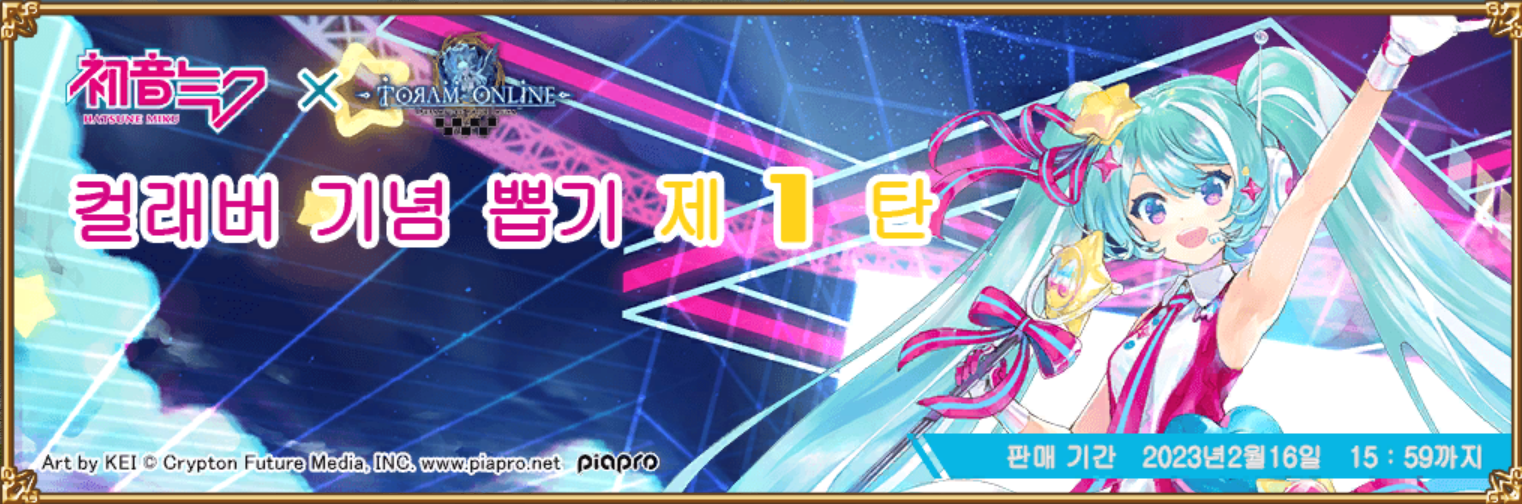 初音ミク
HATSUNE MIKU
×
TORAM ONLINE
컬래버 기념 뽑기 제 1 탄
Art by KEI © Crypton Future Media, INC. www.piapro.net piapro
판매 기간 2023년2월16일 15 : 59까지